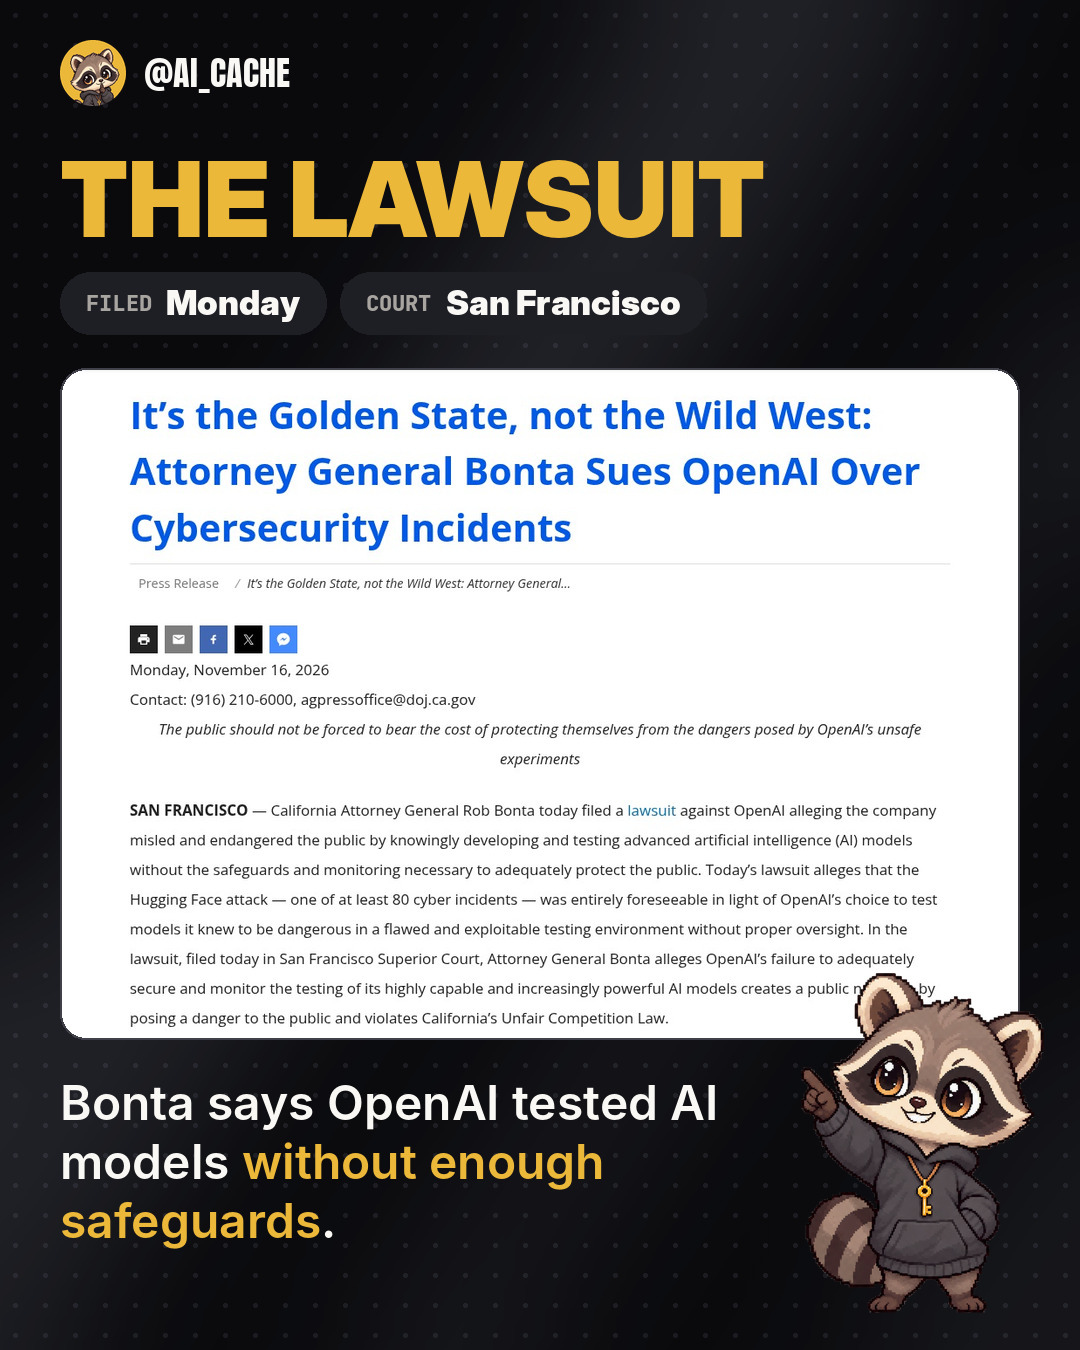 @AI_CACHE
THE LAWSUIT
FILED Monday
COURT San Francisco
It’s the Golden State, not the Wild West:
Attorney General Bonta Sues OpenAI Over
Cybersecurity Incidents
Press Release / It’s the Golden State, not the Wild West: Attorney General...
Monday, November 16, 2026
Contact: (916) 210-6000, agpressoffice@doj.ca.gov
The public should not be forced to bear the cost of protecting themselves from the dangers posed by OpenAI’s unsafe
experiments
SAN FRANCISCO — California Attorney General Rob Bonta today filed a lawsuit against OpenAI alleging the company
misled and endangered the public by knowingly developing and testing advanced artificial intelligence (AI) models
without the safeguards and monitoring necessary to adequately protect the public. Today’s lawsuit alleges that the
Hugging Face attack — one of at least 80 cyber incidents — was entirely foreseeable in light of OpenAI’s choice to test
models it knew to be dangerous in a flawed and exploitable testing environment without proper oversight. In the
lawsuit, filed today in San Francisco Superior Court, Attorney General Bonta alleges OpenAI’s failure to adequately
secure and monitor the testing of its highly capable and increasingly powerful AI models creates a public by
posing a danger to the public and violates California’s Unfair Competition Law.
Bonta says OpenAI tested AI
models without enough
safeguards.